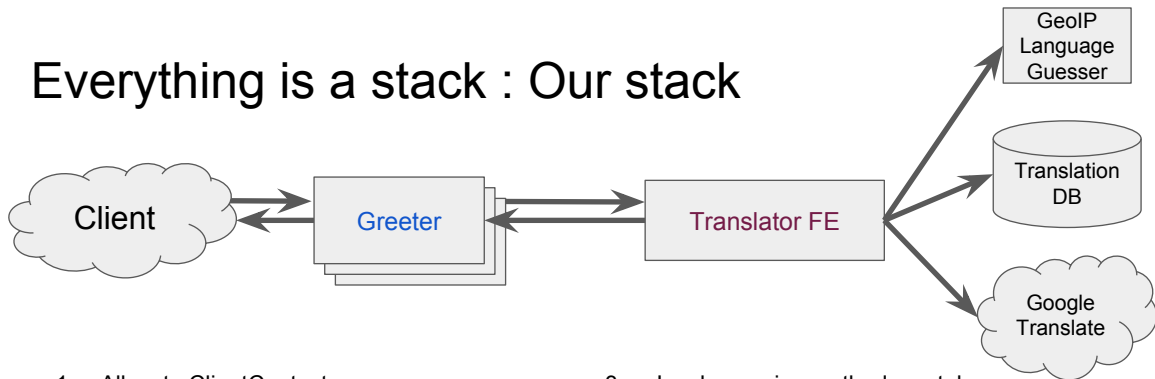 Everything is a stack : Our stack
GeoIP
Language
Guesser
Client
Greeter
Translator FE
Translation
DB
Google
Translate